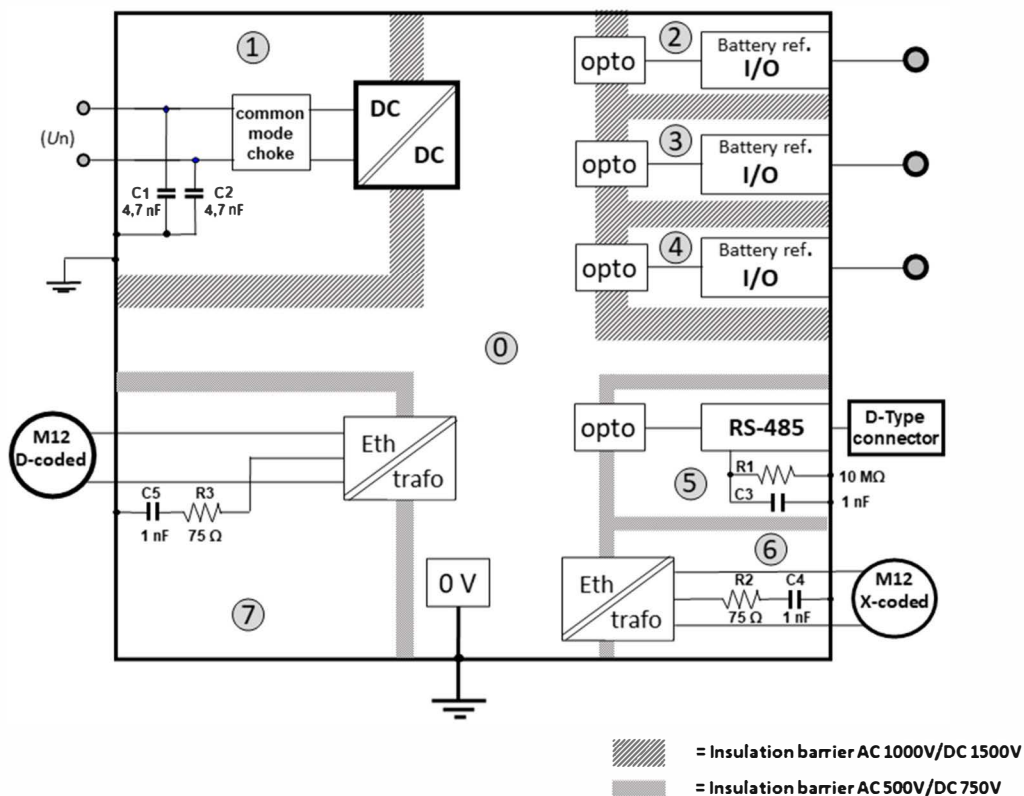 1
(Un)
common
mode
choke
DC
DC
C1
4,7 nF
C2
4,7 nF
2
opto
Battery ref.
I/O
3
opto
Battery ref.
I/O
4
opto
Battery ref.
I/O
0
M12
D-coded
Eth
trafo
C5
1 nF
R3
75 Ω
7
0 V
opto
RS-485
D-Type
connector
5
R1
10 MΩ
C3
1 nF
6
Eth
trafo
R2
75 Ω
C4
1 nF
M12
X-coded
= Insulation barrier AC 1000V/DC 1500V
= Insulation barrier AC 500V/DC 750V